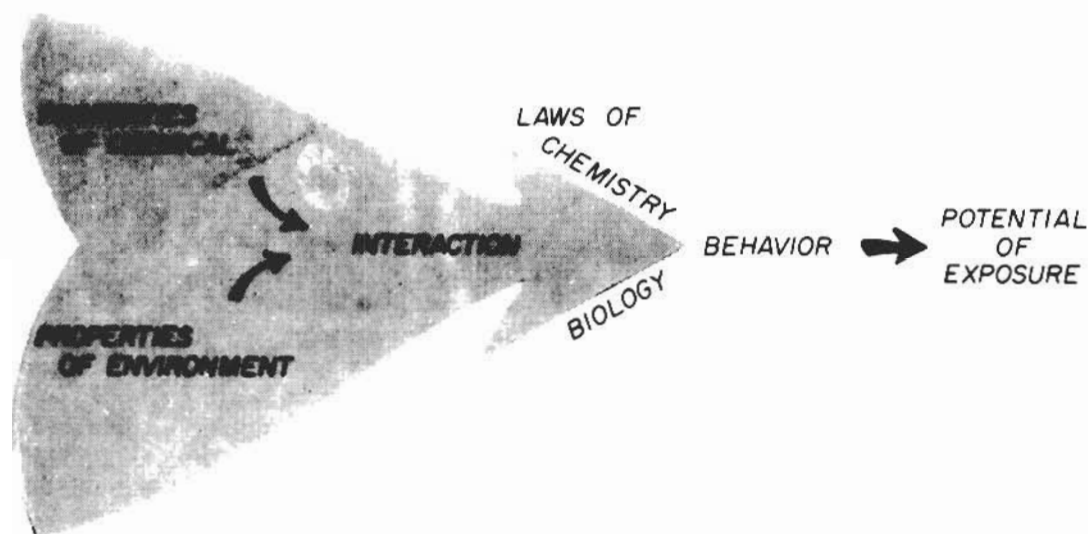 PROPERTIES
OF CHEMICAL
INTERACTION
PROPERTIES
OF ENVIRONMENT
LAWS OF
CHEMISTRY
BIOLOGY
BEHAVIOR
POTENTIAL
OF
EXPOSURE